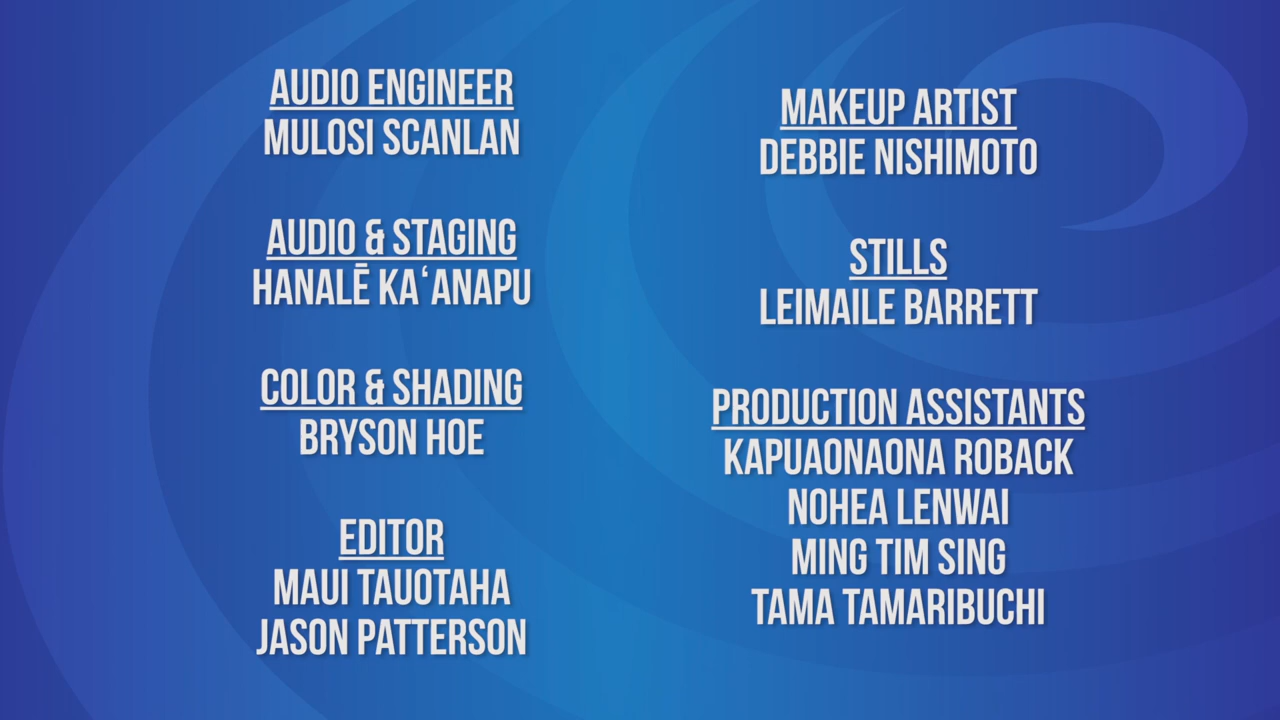 AUDIO ENGINEER
MULOSI SCANLAN
AUDIO & STAGING
HANALĒ KAʻANAPU
COLOR & SHADING
BRYSON HOE
EDITOR
MAUI TAUOTAHA
JASON PATTERSON
MAKEUP ARTIST
DEBBIE NISHIMOTO
STILLS
LEIMAILE BARRETT
PRODUCTION ASSISTANTS
KAPUAONAONA ROBACK
NOHEA LENWAI
MING TIM SING
TAMA TAMARIBUCHI